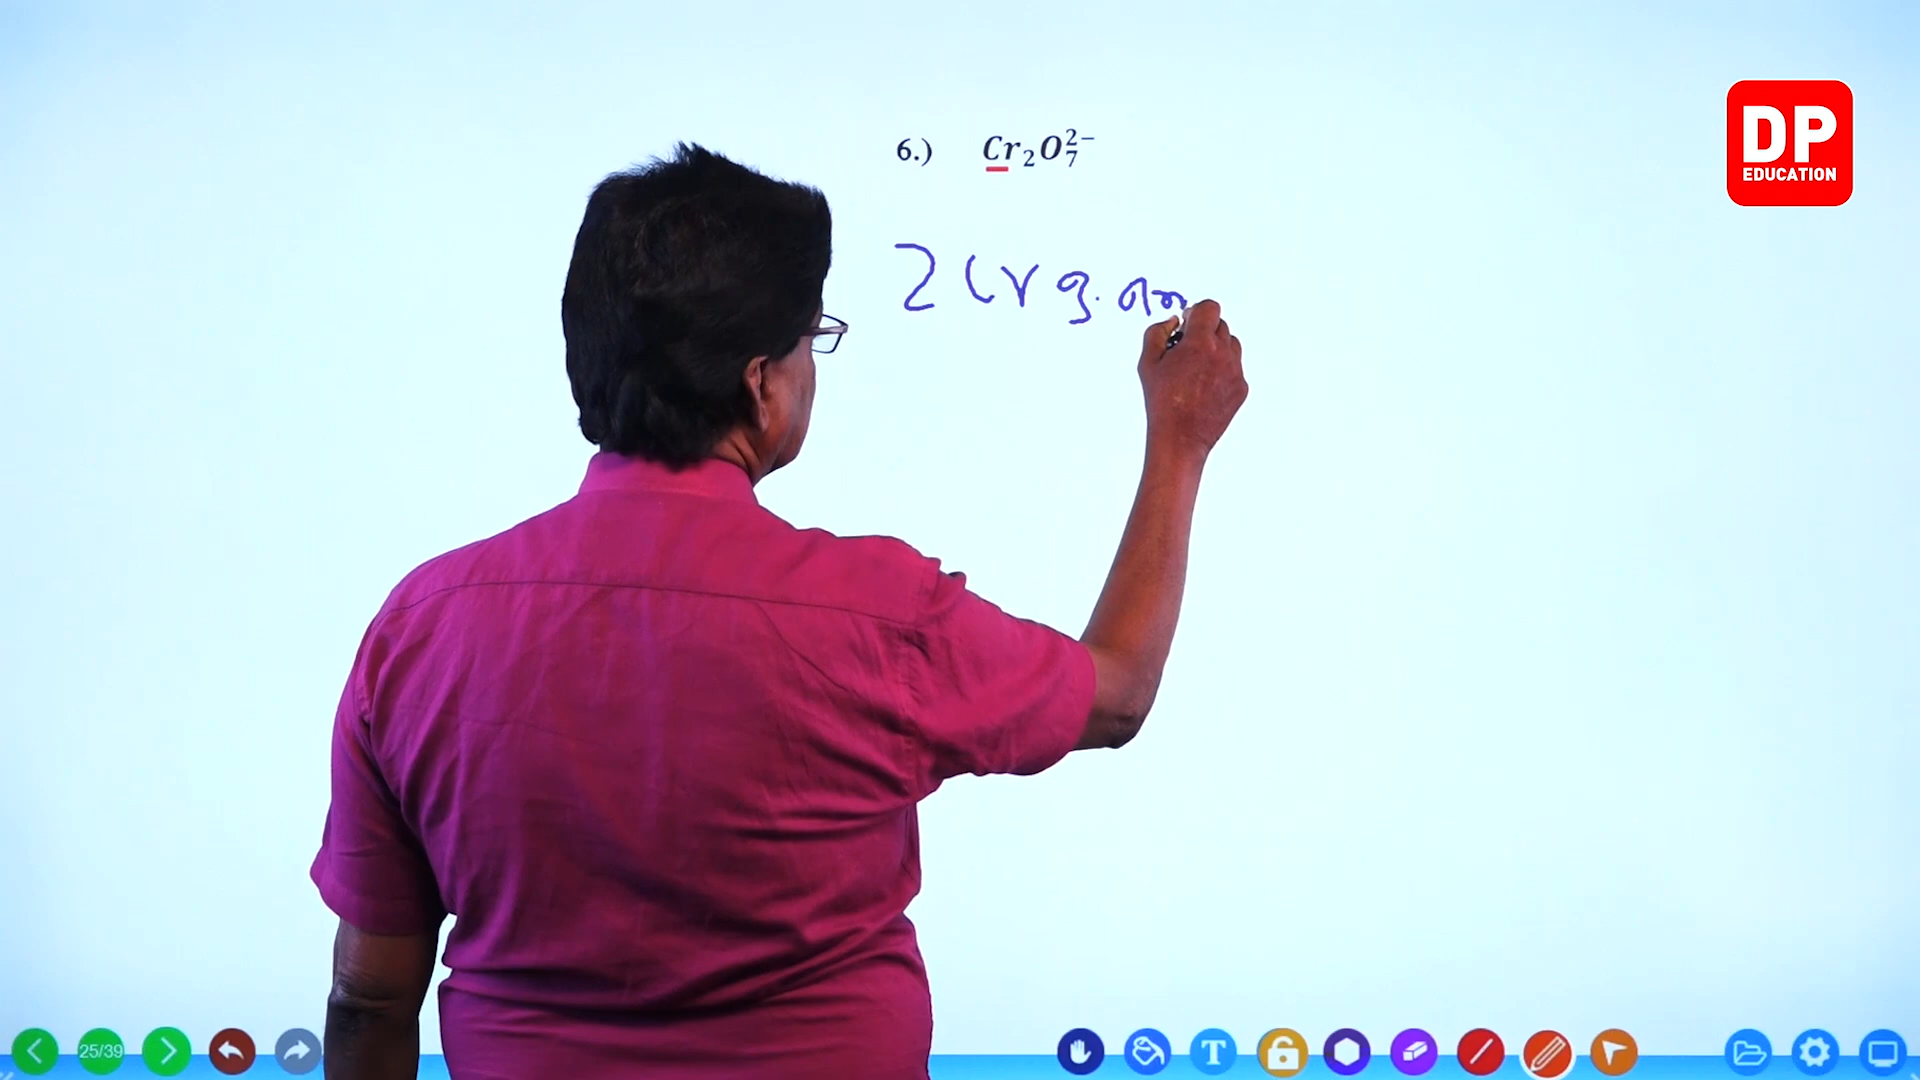 DP
EDUCATION
6.) Cr₂O₇²⁻
2 Cr
25/39
T